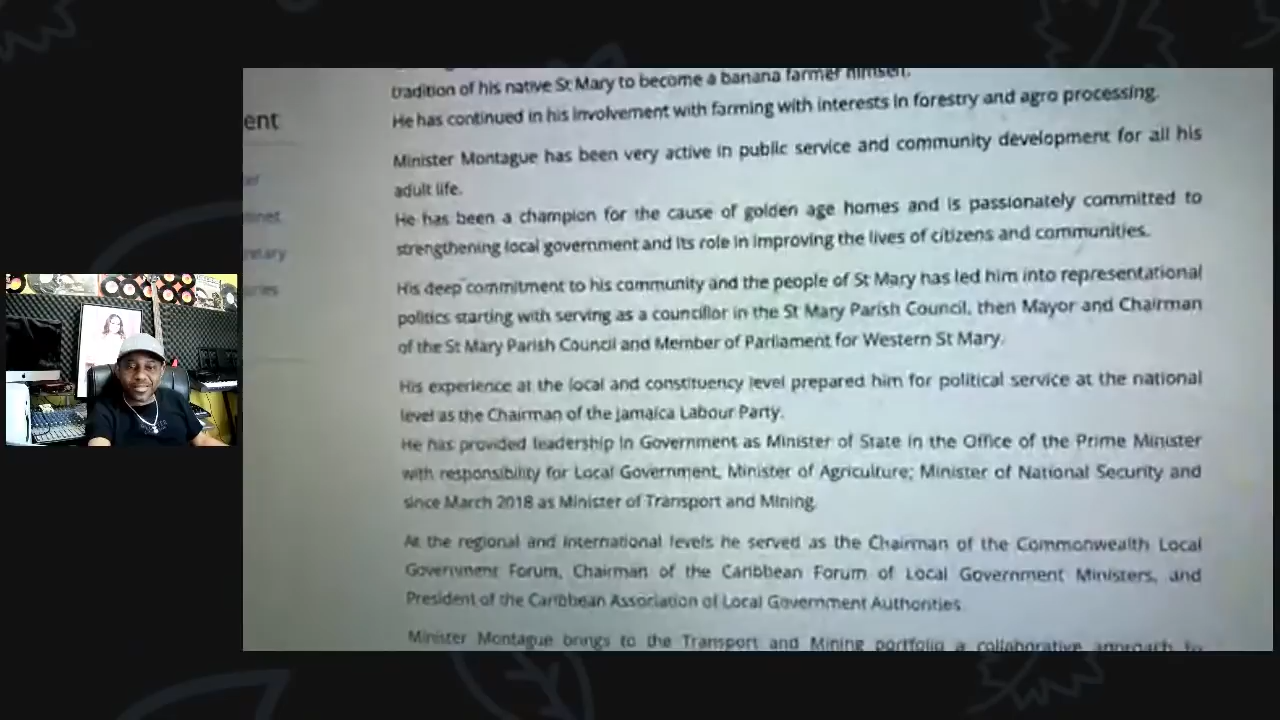 tradition of his native St Mary to become a banana farmer himself.
He has continued in his involvement with farming with interests in forestry and agro processing.
ent
Minister Montague has been very active in public service and community development for all his
adult life.
He has been a champion for the cause of golden age homes and is passionately committed to
strengthening local government and its role in improving the lives of citizens and communities.
His deep commitment to his community and the people of St Mary has led him into representational
politics starting with serving as a councillor in the St Mary Parish Council, then Mayor and Chairman
of the St Mary Parish Council and Member of Parliament for Western St Mary.
His experience at the local and constituency level prepared him for political service at the national
level as the Chairman of the Jamaica Labour Party.
He has provided leadership in Government as Minister of State in the Office of the Prime Minister
with responsibility for Local Government, Minister of Agriculture; Minister of National Security and
since March 2018 as Minister of Transport and Mining.
At the regional and international levels he served as the Chairman of the Commonwealth Local
Government Forum, Chairman of the Caribbean Forum of Local Government Ministers, and
President of the Caribbean Association of Local Government Authorities.
Minister Montague brings to the Transport and Mining portfolio a collaborative approach to